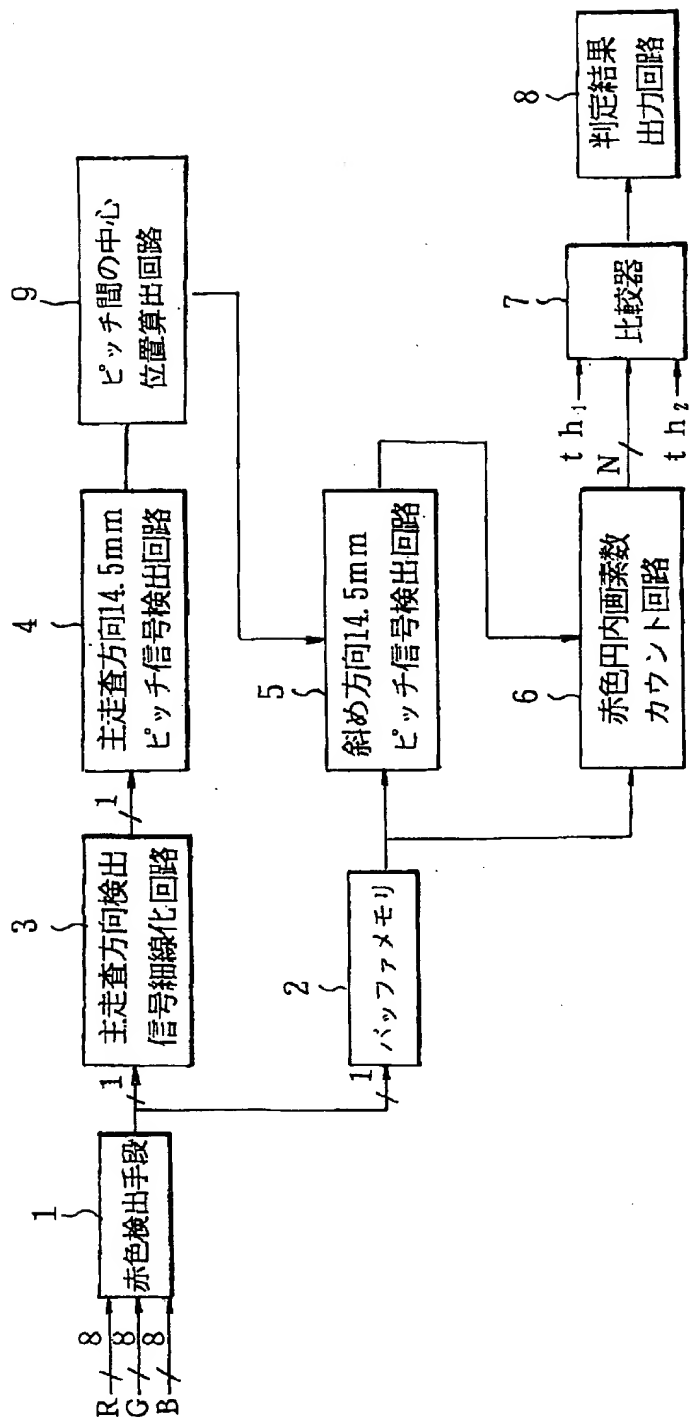 R
8
G
8
B
8
1
赤色検出手段
1
1
3
主走査方向検出
信号細線化回路
1
4
主走査方向14.5mm
ピッチ信号検出回路
9
ピッチ間の中心
位置算出回路
2
バッファメモリ
5
斜め方向14.5mm
ピッチ信号検出回路
6
赤色円内画素数
カウント回路
th₁
N
th₂
7
比較器
8
判定結果
出力回路